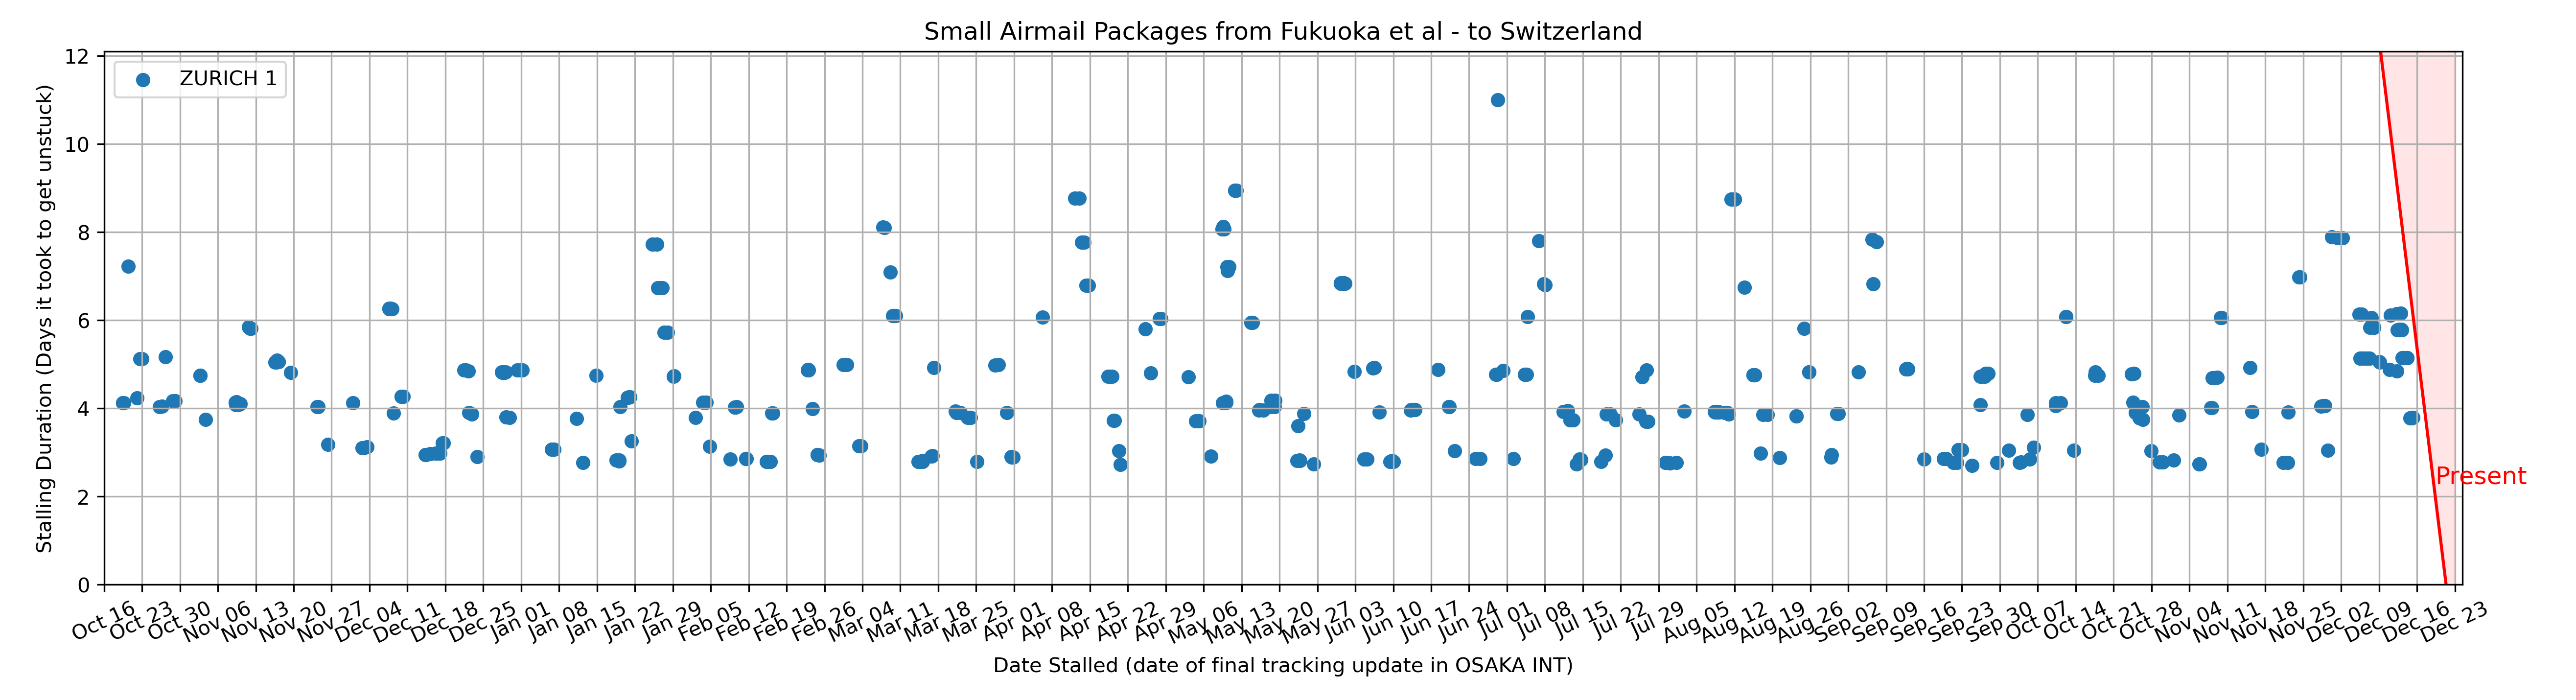 Small Airmail Packages from Fukuoka et al - to Switzerland
Stalling Duration (Days it took to get unstuck)
12
10
8
6
4
2
0
ZURICH 1
Present
Oct 16
Oct 23
Oct 30
Nov 06
Nov 13
Nov 20
Nov 27
Dec 04
Dec 11
Dec 18
Dec 25
Jan 01
Jan 08
Jan 15
Jan 22
Jan 29
Feb 05
Feb 12
Feb 19
Feb 26
Mar 04
Mar 11
Mar 18
Mar 25
Apr 01
Apr 08
Apr 15
Apr 22
Apr 29
May 06
May 13
May 20
May 27
Jun 03
Jun 10
Jun 17
Jun 24
Jul 01
Jul 08
Jul 15
Jul 22
Jul 29
Aug 05
Aug 12
Aug 19
Aug 26
Sep 02
Sep 09
Sep 16
Sep 23
Sep 30
Oct 07
Oct 14
Oct 21
Oct 28
Nov 04
Nov 11
Nov 18
Nov 25
Dec 02
Dec 09
Dec 16
Dec 23
Date Stalled (date of final tracking update in OSAKA INT)